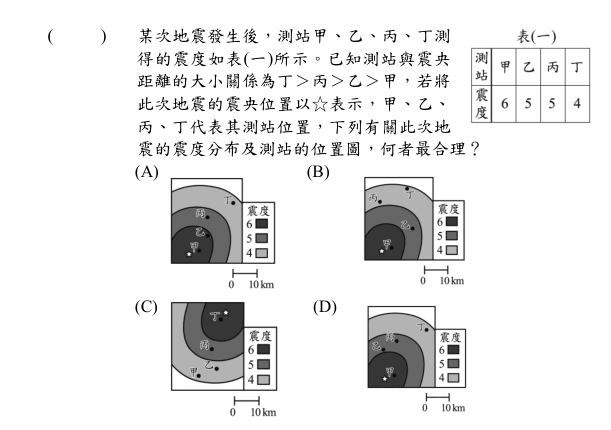 (　　) 某次地震發生後，測站甲、乙、丙、丁測
得的震度如表(一)所示。已知測站與震央
距離的大小關係為丁＞丙＞乙＞甲，若將
此次地震的震央位置以☆表示，甲、乙、
丙、丁代表其測站位置，下列有關此次地
震的震度分布及測站的位置圖，何者最合理？
表(一)
測站 甲 乙 丙 丁
震度 6 5 5 4
(A)
丁
丙
乙
甲
震度
6
5
4
0 10 km
(B)
丙 丁
乙
甲
震度
6
5
4
0 10 km
(C)
丁
丙
乙
甲
震度
6
5
4
0 10 km
(D)
丁
丙
乙
甲
震度
6
5
4
0 10 km